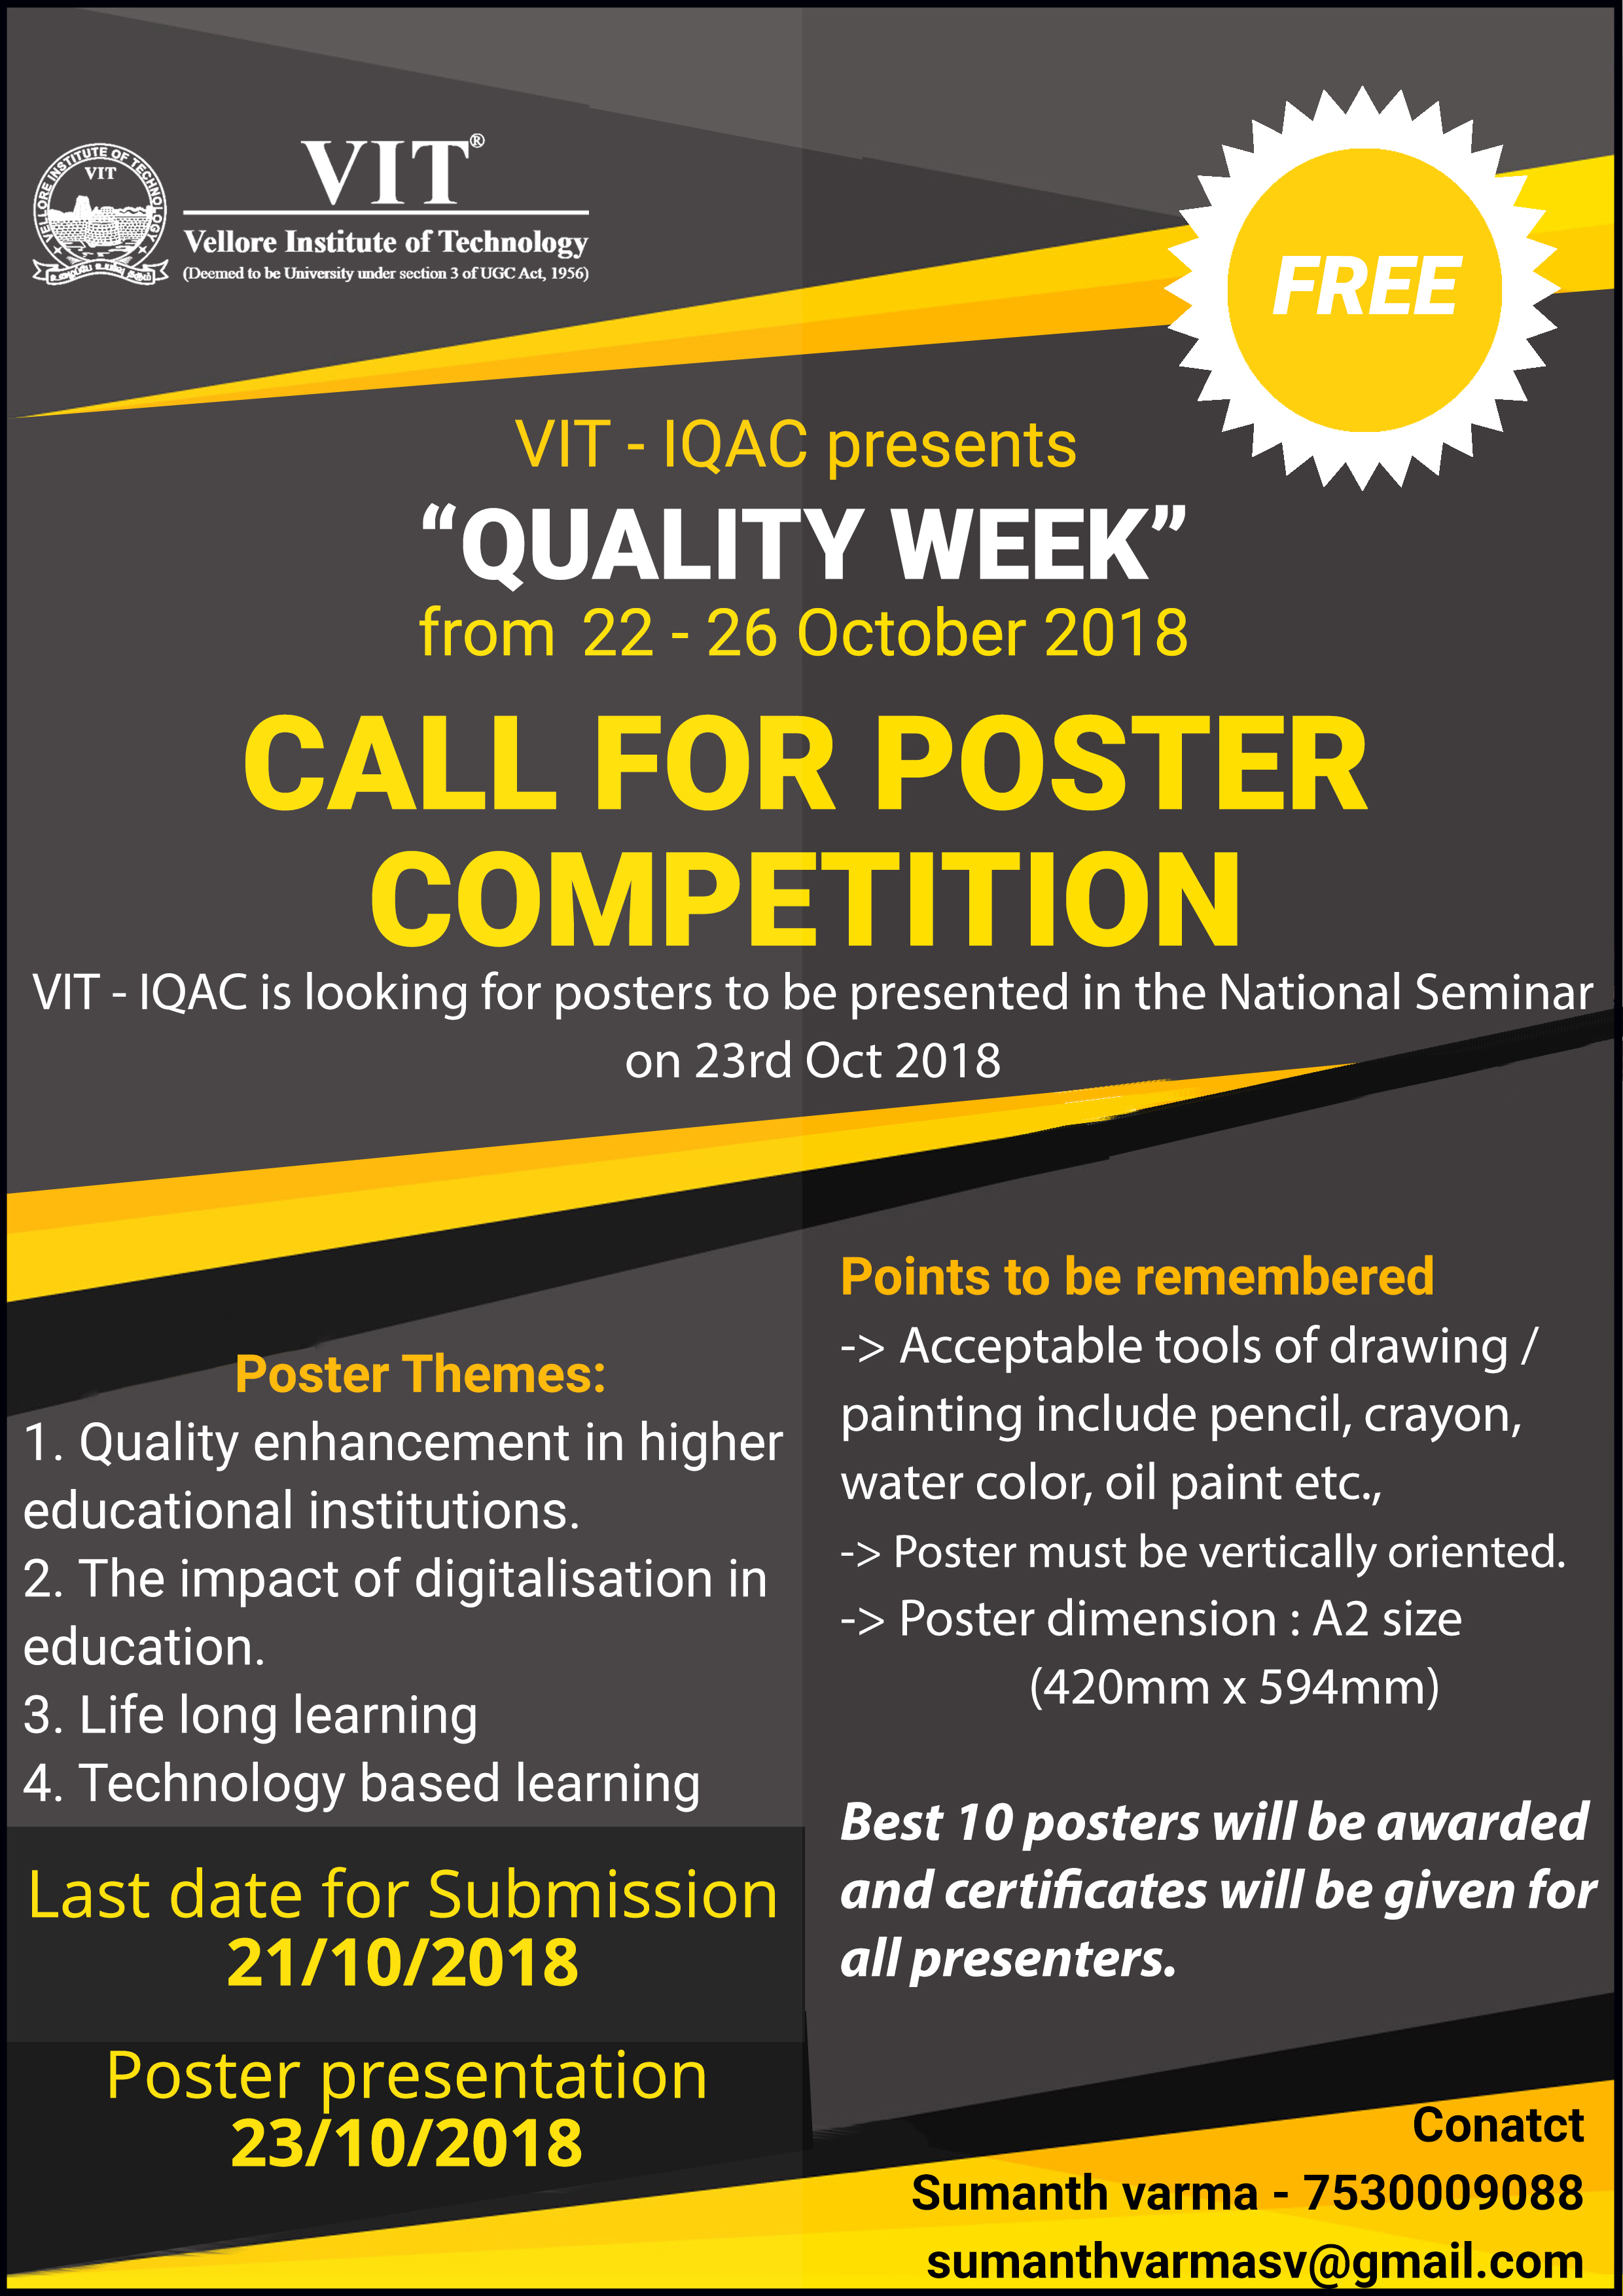 VELLORE INSTITUTE OF TECHNOLOGY
VIT
VIT®
Vellore Institute of Technology
(Deemed to be University under section 3 of UGC Act, 1956)
FREE
VIT - IQAC presents
“QUALITY WEEK”
from 22 - 26 October 2018
CALL FOR POSTER
COMPETITION
VIT - IQAC is looking for posters to be presented in the National Seminar
on 23rd Oct 2018
Poster Themes:
1. Quality enhancement in higher
educational institutions.
2. The impact of digitalisation in
education.
3. Life long learning
4. Technology based learning
Last date for Submission
21/10/2018
Poster presentation
23/10/2018
Points to be remembered
-> Acceptable tools of drawing /
painting include pencil, crayon,
water color, oil paint etc.,
-> Poster must be vertically oriented.
-> Poster dimension : A2 size
(420mm x 594mm)
Best 10 posters will be awarded
and certificates will be given for
all presenters.
Conatct
Sumanth varma - 7530009088
sumanthvarmasv@gmail.com